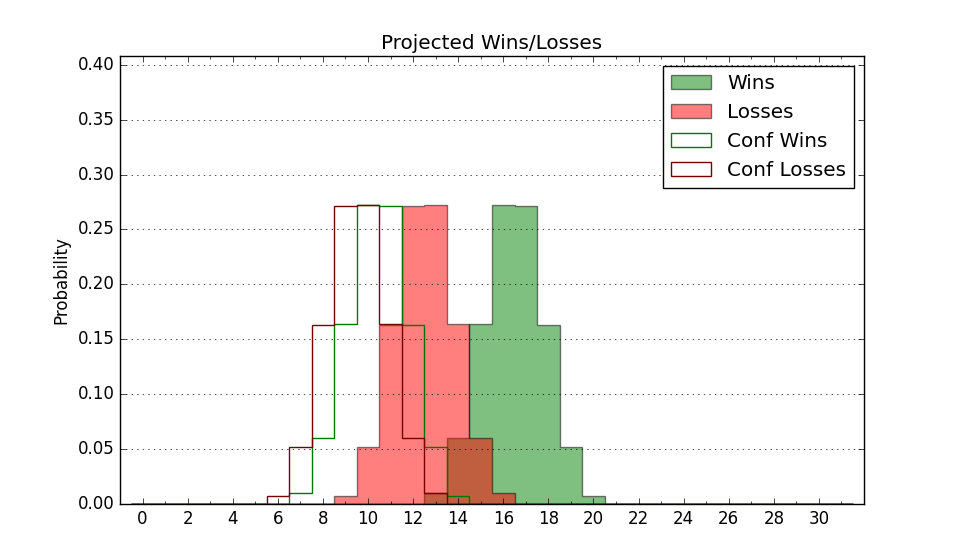 Projected Wins/Losses
0.40
0.35
0.30
0.25
0.20
0.15
0.10
0.05
0.00
Probability
Wins
Losses
Conf Wins
Conf Losses
0 2 4 6 8 10 12 14 16 18 20 22 24 26 28 30